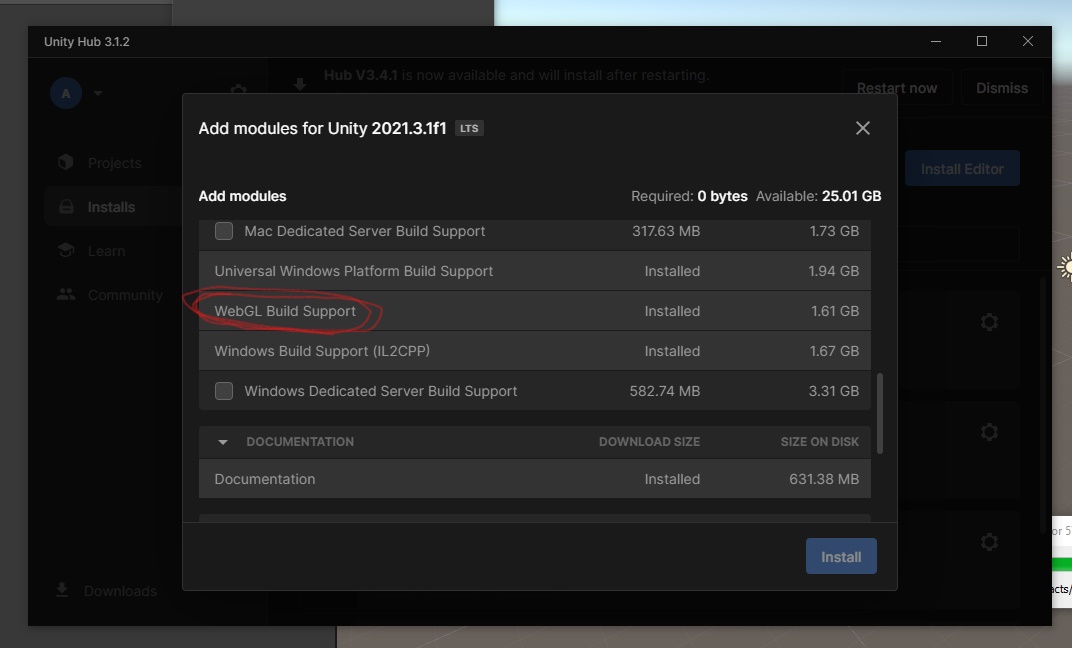 Unity Hub 3.1.2
Hub V3.4.1 is now available and will install after restarting.
Restart now
Dismiss
A
Add modules for Unity 2021.3.1f1 LTS
Projects
Install Editor
Add modules Required: 0 bytes Available: 25.01 GB
Installs
Mac Dedicated Server Build Support 317.63 MB 1.73 GB
Learn
Universal Windows Platform Build Support Installed 1.94 GB
Community
WebGL Build Support Installed 1.61 GB
Windows Build Support (IL2CPP) Installed 1.67 GB
Windows Dedicated Server Build Support 582.74 MB 3.31 GB
DOCUMENTATION DOWNLOAD SIZE SIZE ON DISK
Documentation Installed 631.38 MB
or 5
Install
Downloads
acts/